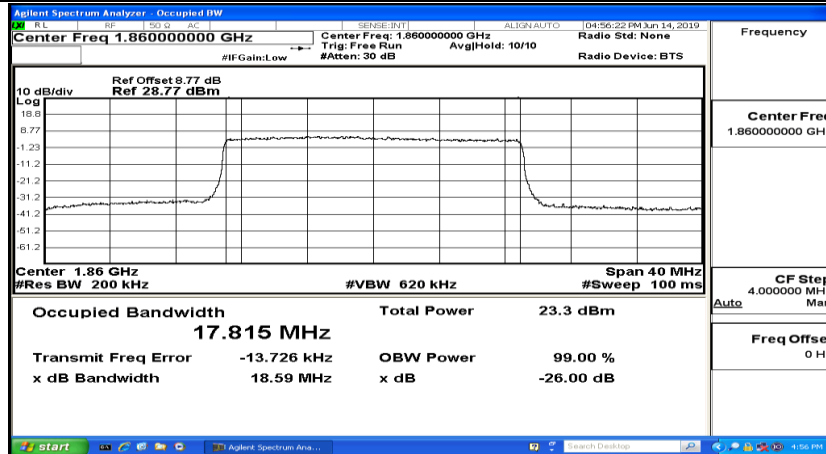 Agilent Spectrum Analyzer - Occupied BW
RL RF 50 Ω AC SENSE:INT ALIGN AUTO 04:56:22 PM Jun 14, 2019
Center Freq 1.860000000 GHz Center Freq: 1.860000000 GHz Radio Std: None
Trig: Free Run Avg|Hold: 10/10
#IFGain:Low #Atten: 30 dB Radio Device: BTS
Frequency
Ref Offset 8.77 dB
10 dB/div Ref 28.77 dBm
Log
18.8
8.77
-1.23
-11.2
-21.2
-31.2
-41.2
-51.2
-61.2
Center 1.86 GHz Span 40 MHz
#Res BW 200 kHz #VBW 620 kHz #Sweep 100 ms
Occupied Bandwidth Total Power 23.3 dBm
17.815 MHz
Transmit Freq Error -13.726 kHz OBW Power 99.00 %
x dB Bandwidth 18.59 MHz x dB -26.00 dB
Center Fre
1.860000000 GH
CF Step
4.000000 MH
Auto Ma
Freq Offse
0 H
start Agilent Spectrum Ana... Search Desktop 4:56 PM